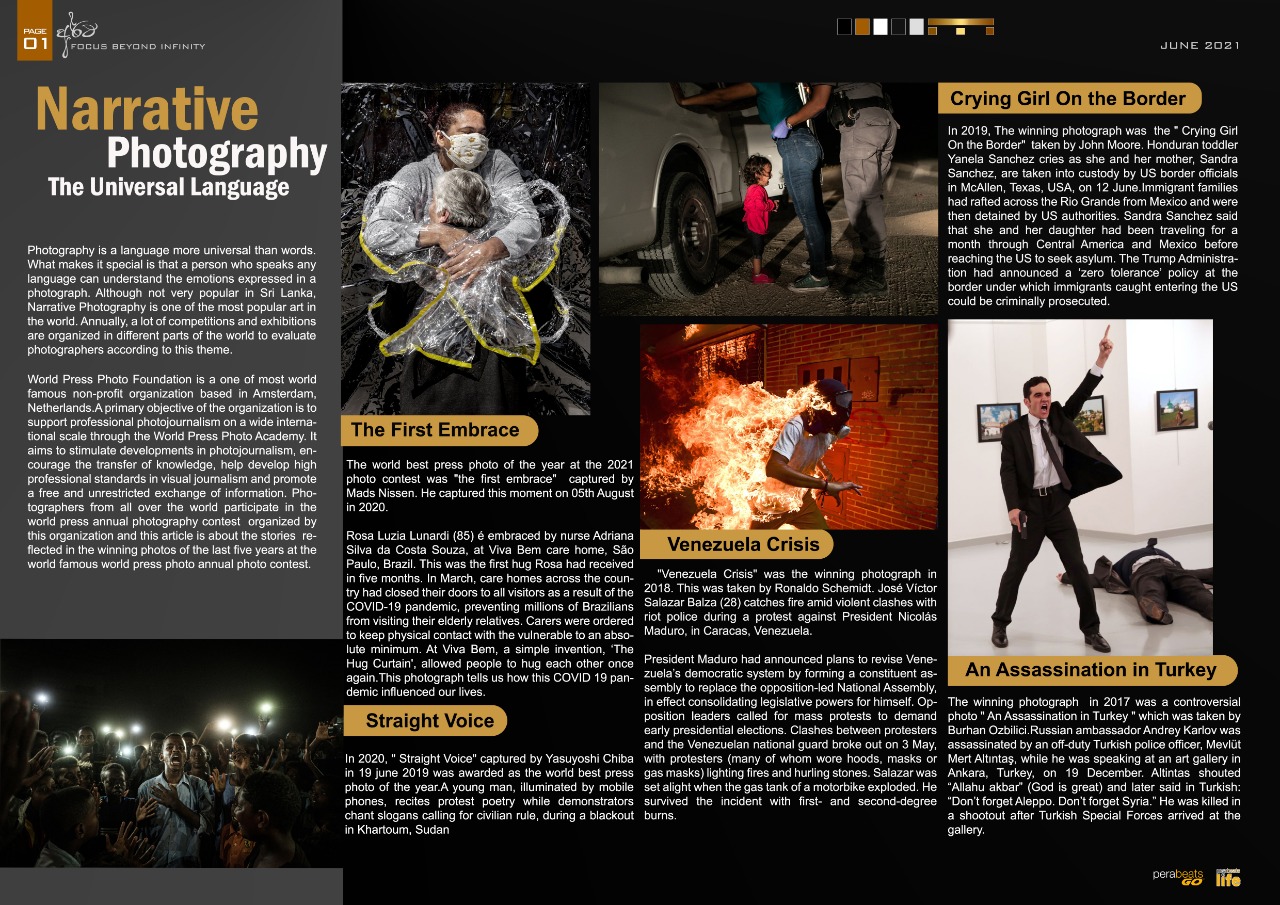 PAGE
01
FOCUS BEYOND INFINITY
JUNE 2021
Narrative
Photography
The Universal Language
Photography is a language more universal than words.
What makes it special is that a person who speaks any
language can understand the emotions expressed in a
photograph. Although not very popular in Sri Lanka,
Narrative Photography is one of the most popular art in
the world. Annually, a lot of competitions and exhibitions
are organized in different parts of the world to evaluate
photographers according to this theme.
World Press Photo Foundation is a one of most world
famous non-profit organization based in Amsterdam,
Netherlands.A primary objective of the organization is to
support professional photojournalism on a wide interna-
tional scale through the World Press Photo Academy. It
aims to stimulate developments in photojournalism, en-
courage the transfer of knowledge, help develop high
professional standards in visual journalism and promote
a free and unrestricted exchange of information. Pho-
tographers from all over the world participate in the
world press annual photography contest organized by
this organization and this article is about the stories re-
flected in the winning photos of the last five years at the
world famous world press photo annual photo contest.
The First Embrace
The world best press photo of the year at the 2021
photo contest was "the first embrace" captured by
Mads Nissen. He captured this moment on 05th August
in 2020.
Rosa Luzia Lunardi (85) é embraced by nurse Adriana
Silva da Costa Souza, at Viva Bem care home, São
Paulo, Brazil. This was the first hug Rosa had received
in five months. In March, care homes across the coun-
try had closed their doors to all visitors as a result of the
COVID-19 pandemic, preventing millions of Brazilians
from visiting their elderly relatives. Carers were ordered
to keep physical contact with the vulnerable to an abso-
lute minimum. At Viva Bem, a simple invention, 'The
Hug Curtain', allowed people to hug each other once
again.This photograph tells us how this COVID 19 pan-
demic influenced our lives.
Straight Voice
In 2020, " Straight Voice" captured by Yasuyoshi Chiba
in 19 june 2019 was awarded as the world best press
photo of the year.A young man, illuminated by mobile
phones, recites protest poetry while demonstrators
chant slogans calling for civilian rule, during a blackout
in Khartoum, Sudan
Venezuela Crisis
"Venezuela Crisis" was the winning photograph in
2018. This was taken by Ronaldo Schemidt. José Víctor
Salazar Balza (28) catches fire amid violent clashes with
riot police during a protest against President Nicolás
Maduro, in Caracas, Venezuela.
President Maduro had announced plans to revise Vene-
zuela's democratic system by forming a constituent as-
sembly to replace the opposition-led National Assembly,
in effect consolidating legislative powers for himself. Op-
position leaders called for mass protests to demand
early presidential elections. Clashes between protesters
and the Venezuelan national guard broke out on 3 May,
with protesters (many of whom wore hoods, masks or
gas masks) lighting fires and hurling stones. Salazar was
set alight when the gas tank of a motorbike exploded. He
survived the incident with first- and second-degree
burns.
Crying Girl On the Border
In 2019, The winning photograph was the " Crying Girl
On the Border" taken by John Moore. Honduran toddler
Yanela Sanchez cries as she and her mother, Sandra
Sanchez, are taken into custody by US border officials
in McAllen, Texas, USA, on 12 June.Immigrant families
had rafted across the Rio Grande from Mexico and were
then detained by US authorities. Sandra Sanchez said
that she and her daughter had been traveling for a
month through Central America and Mexico before
reaching the US to seek asylum. The Trump Administra-
tion had announced a 'zero tolerance' policy at the
border under which immigrants caught entering the US
could be criminally prosecuted.
An Assassination in Turkey
The winning photograph in 2017 was a controversial
photo " An Assassination in Turkey " which was taken by
Burhan Ozbilici.Russian ambassador Andrey Karlov was
assassinated by an off-duty Turkish police officer, Mevlüt
Mert Altıntaş, while he was speaking at an art gallery in
Ankara, Turkey, on 19 December. Altintas shouted
“Allahu akbar” (God is great) and later said in Turkish:
“Don’t forget Aleppo. Don’t forget Syria.” He was killed in
a shootout after Turkish Special Forces arrived at the
gallery.
perabeats
GO
life